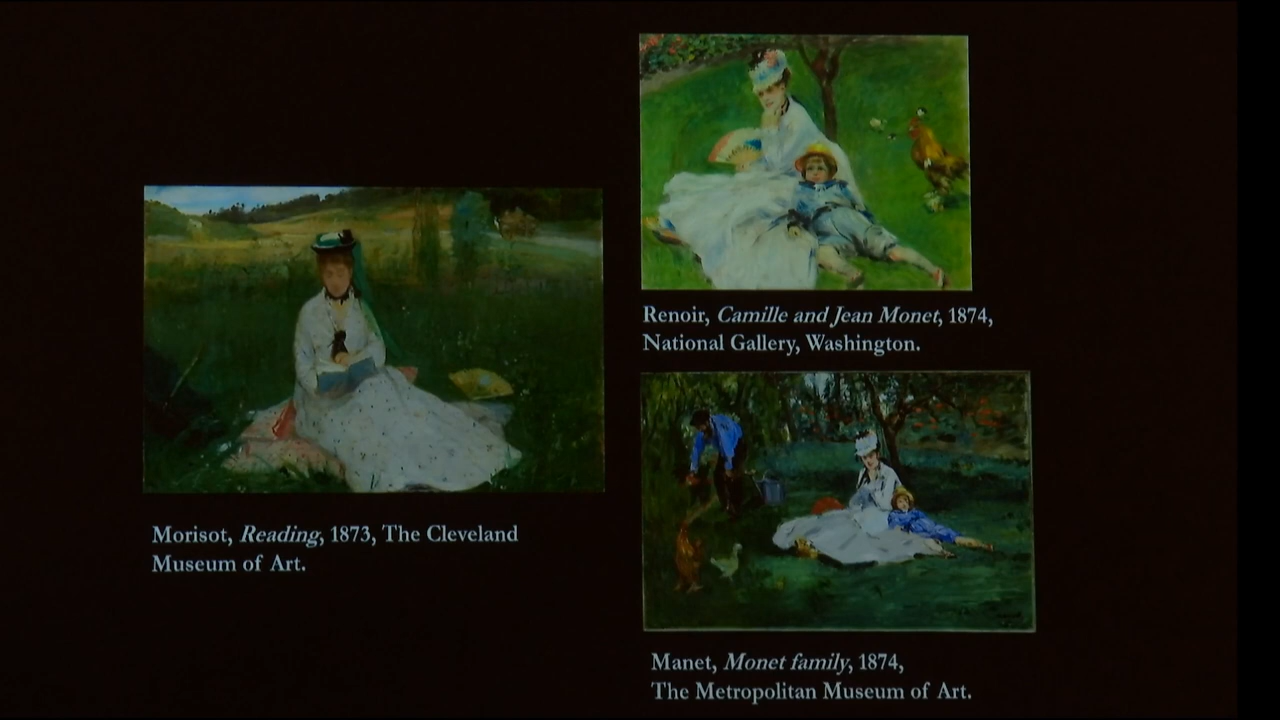 Morisot, Reading, 1873, The Cleveland
Museum of Art.
Renoir, Camille and Jean Monet, 1874,
National Gallery, Washington.
Manet, Monet family, 1874,
The Metropolitan Museum of Art.